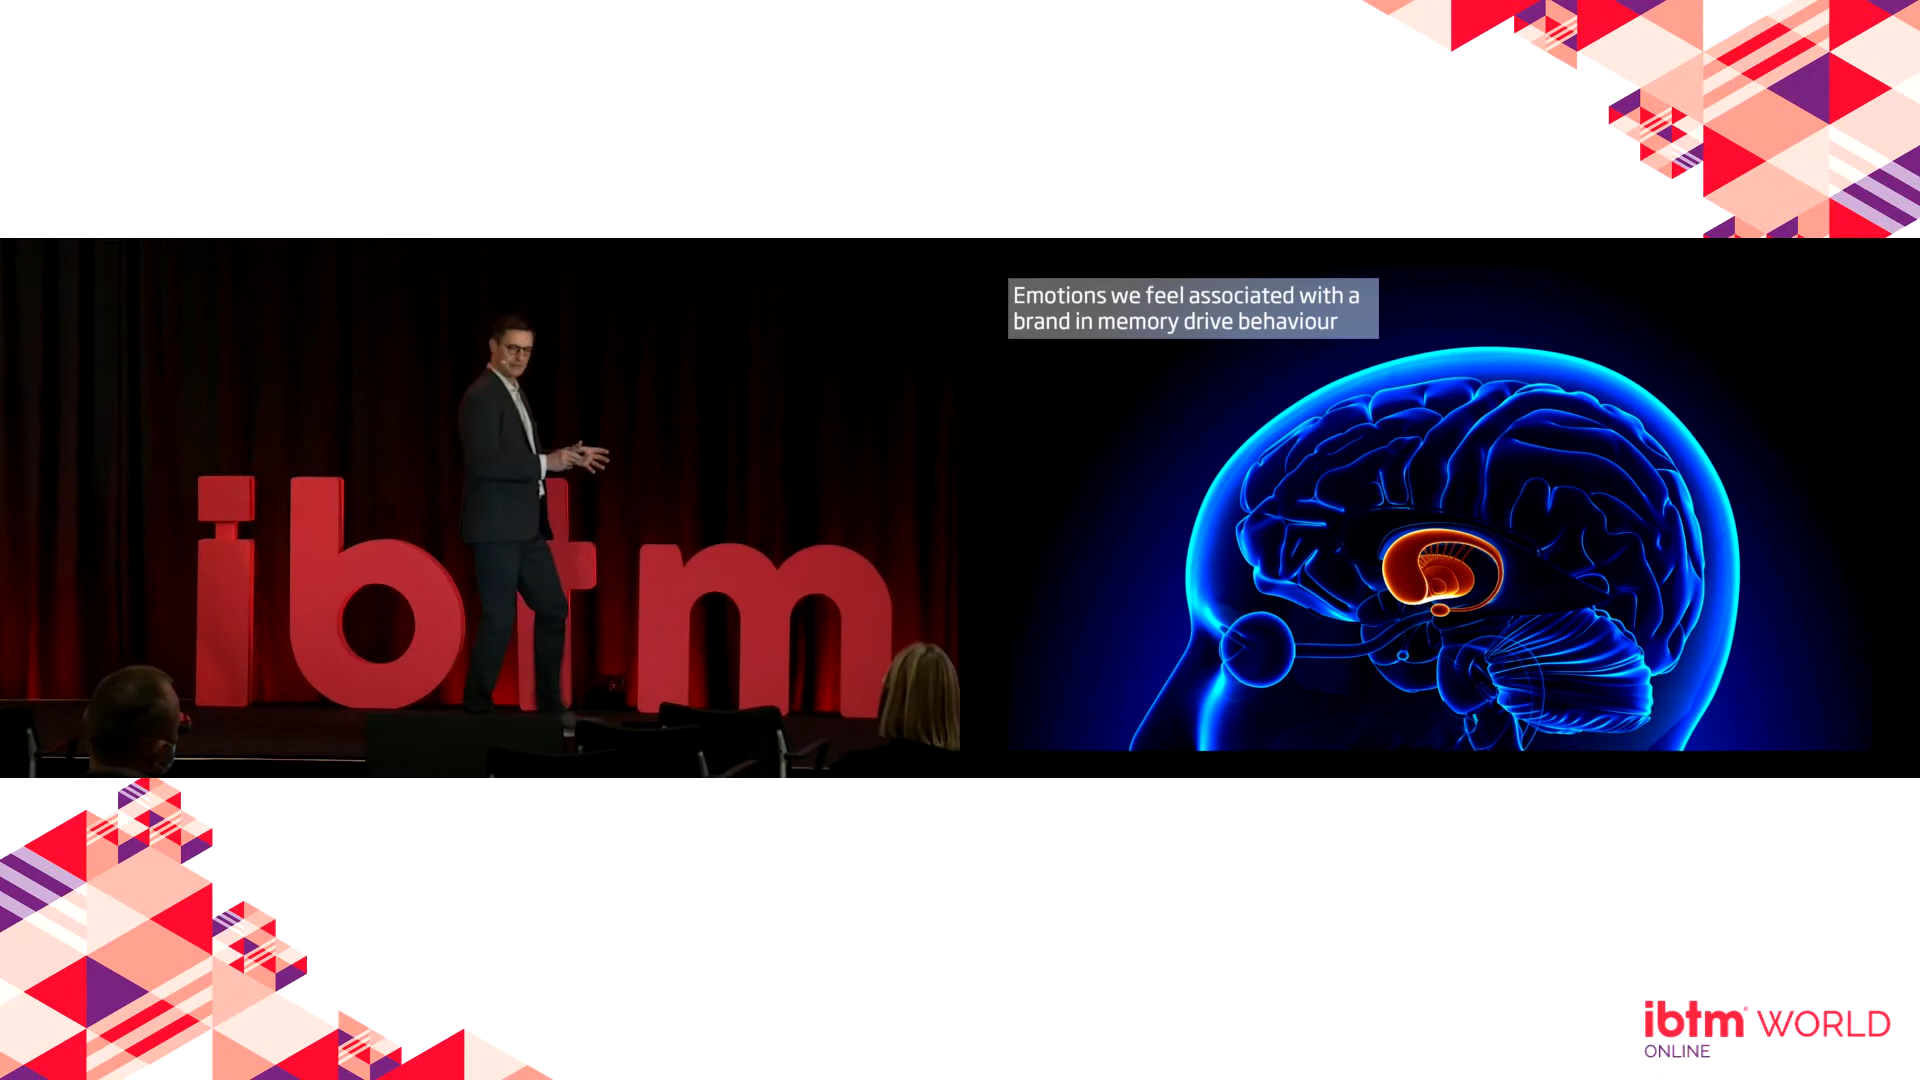 Emotions we feel associated with a
brand in memory drive behaviour
ibtm
ibtm WORLD
ONLINE